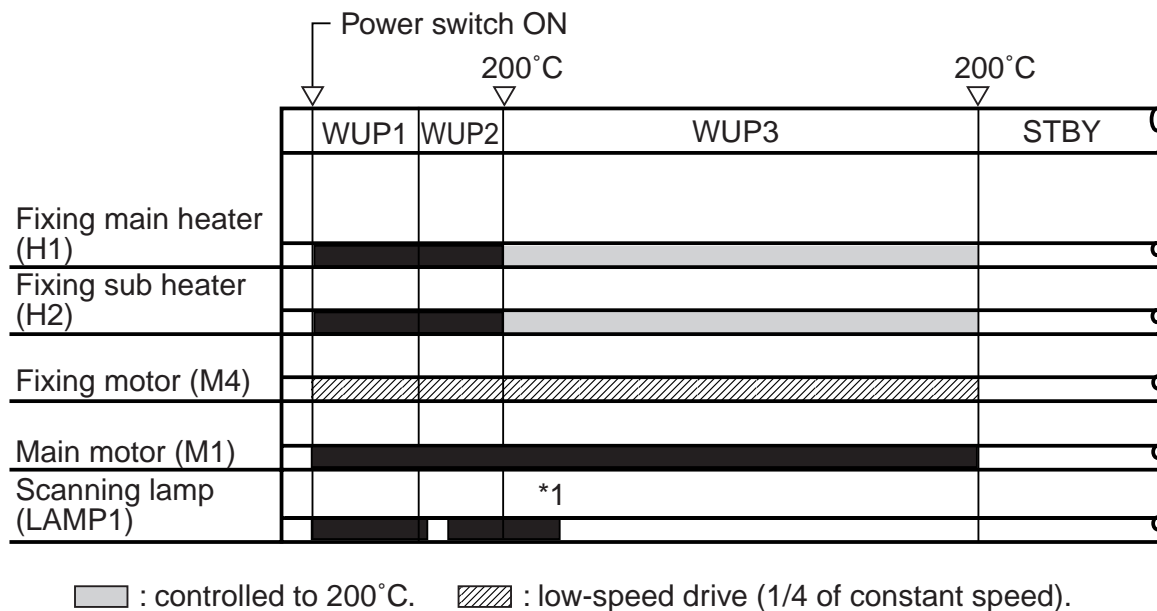 Power switch ON
200˚C 200˚C
WUP1 WUP2 WUP3 STBY
Fixing main heater
(H1)
Fixing sub heater
(H2)
Fixing motor (M4)
Main motor (M1)
Scanning lamp
(LAMP1)
*1
: controlled to 200˚C. : low-speed drive (1/4 of constant speed).